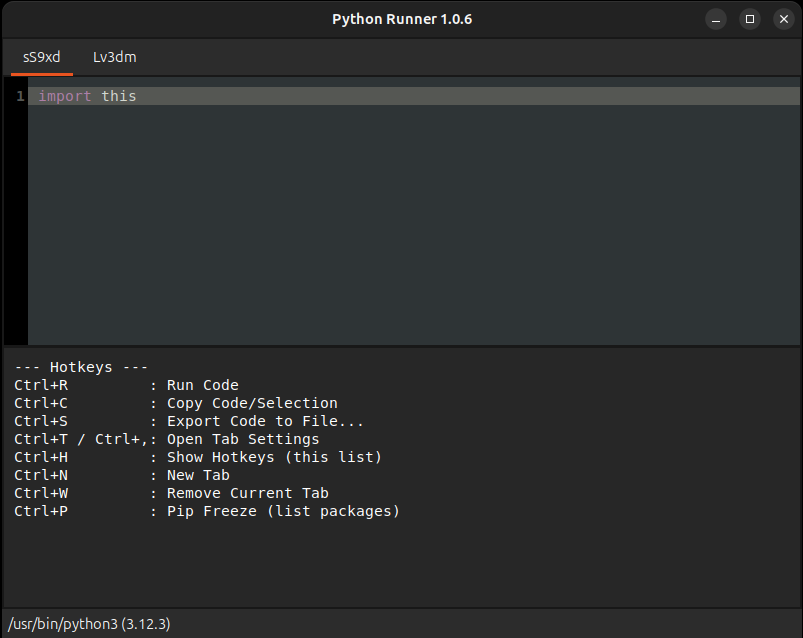 Python Runner 1.0.6
sS9xd Lv3dm
1 import this
--- Hotkeys ---
Ctrl+R         : Run Code
Ctrl+C         : Copy Code/Selection
Ctrl+S         : Export Code to File...
Ctrl+T / Ctrl+,: Open Tab Settings
Ctrl+H         : Show Hotkeys (this list)
Ctrl+N         : New Tab
Ctrl+W         : Remove Current Tab
Ctrl+P         : Pip Freeze (list packages)
/usr/bin/python3 (3.12.3)